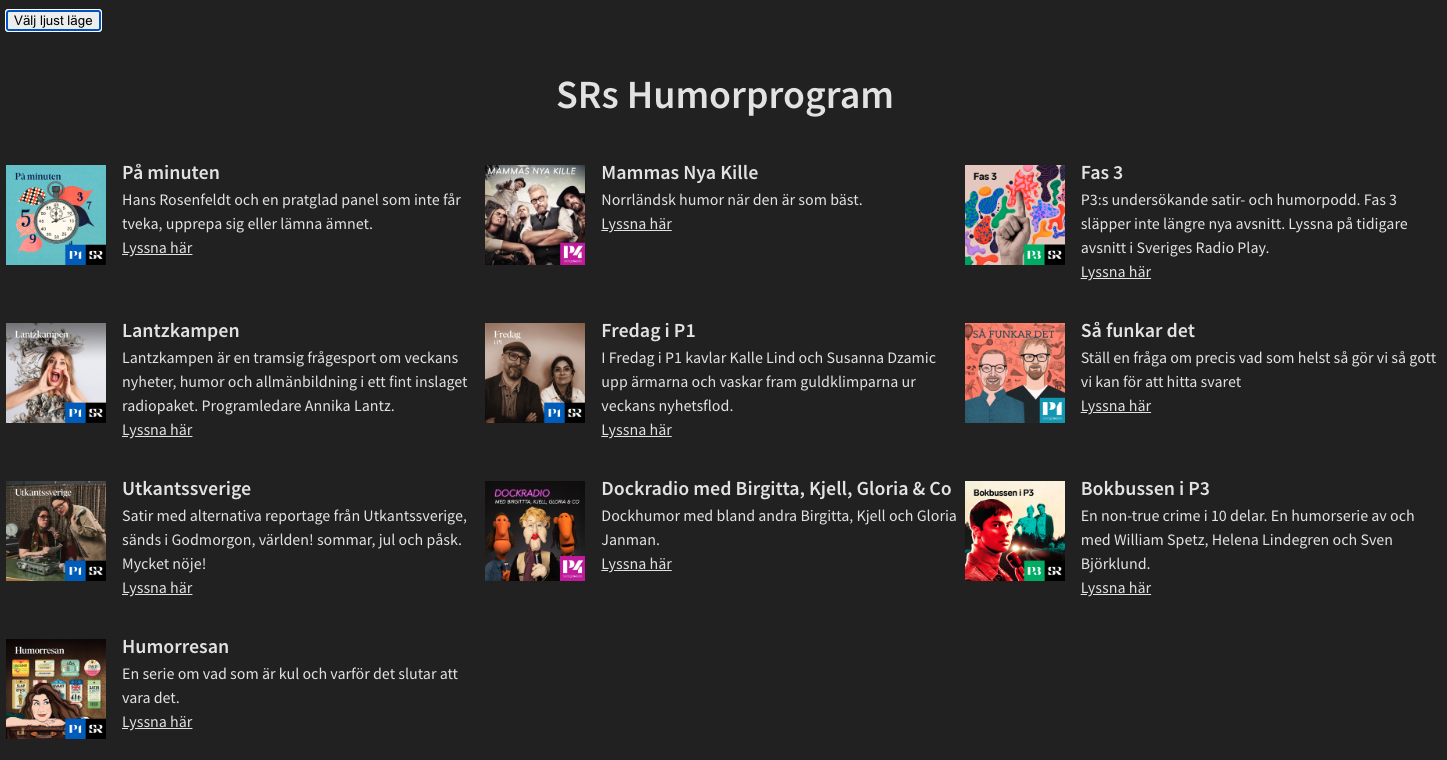 Välj ljust läge
SRs Humorprogram
På minuten
På minuten
Hans Rosenfeldt och en pratglad panel som inte får
tveka, upprepa sig eller lämna ämnet.
Lyssna här
5
3
7
9
P1 SR
MAMMAS NYA KILLE
Mammas Nya Kille
Norrländsk humor när den är som bäst.
Lyssna här
P4
Fas 3
Fas 3
P3:s undersökande satir- och humorpodd. Fas 3
släpper inte längre nya avsnitt. Lyssna på tidigare
avsnitt i Sveriges Radio Play.
Lyssna här
P3 SR
Lantzkampen
Lantzkampen
Lantzkampen är en tramsig frågesport om veckans
nyheter, humor och allmänbildning i ett fint inslaget
radiopaket. Programledare Annika Lantz.
Lyssna här
P1 SR
Fredag
i P1
Fredag i P1
I Fredag i P1 kavlar Kalle Lind och Susanna Dzamic
upp ärmarna och vaskar fram guldklimparna ur
veckans nyhetsflod.
Lyssna här
P1 SR
SÅ FUNKAR DET
Så funkar det
Ställ en fråga om precis vad som helst så gör vi så gott
vi kan för att hitta svaret
Lyssna här
P1
Utkantssverige
Utkantssverige
Satir med alternativa reportage från Utkantssverige,
sänds i Godmorgon, världen! sommar, jul och påsk.
Mycket nöje!
Lyssna här
P1 SR
DOCKRADIO
MED BIRGITTA, KJELL, GLORIA & CO
Dockradio med Birgitta, Kjell, Gloria & Co
Dockhumor med bland andra Birgitta, Kjell och Gloria
Janman.
Lyssna här
P4
Bokbussen i P3
Bokbussen i P3
En non-true crime i 10 delar. En humorserie av och
med William Spetz, Helena Lindegren och Sven
Björklund.
Lyssna här
P3 SR
Humorresan
Humorresan
En serie om vad som är kul och varför det slutar att
vara det.
Lyssna här
P1 SR